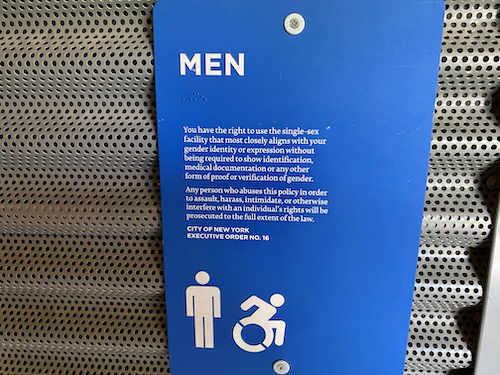 MEN
You have the right to use the single-sex
facility that most closely aligns with your
gender identity or expression without
being required to show identification,
medical documentation or any other
form of proof or verification of gender.
Any person who abuses this policy in order
to assault, harass, intimidate, or otherwise
interfere with an individual's rights will be
prosecuted to the full extent of the law.
CITY OF NEW YORK
EXECUTIVE ORDER NO. 16